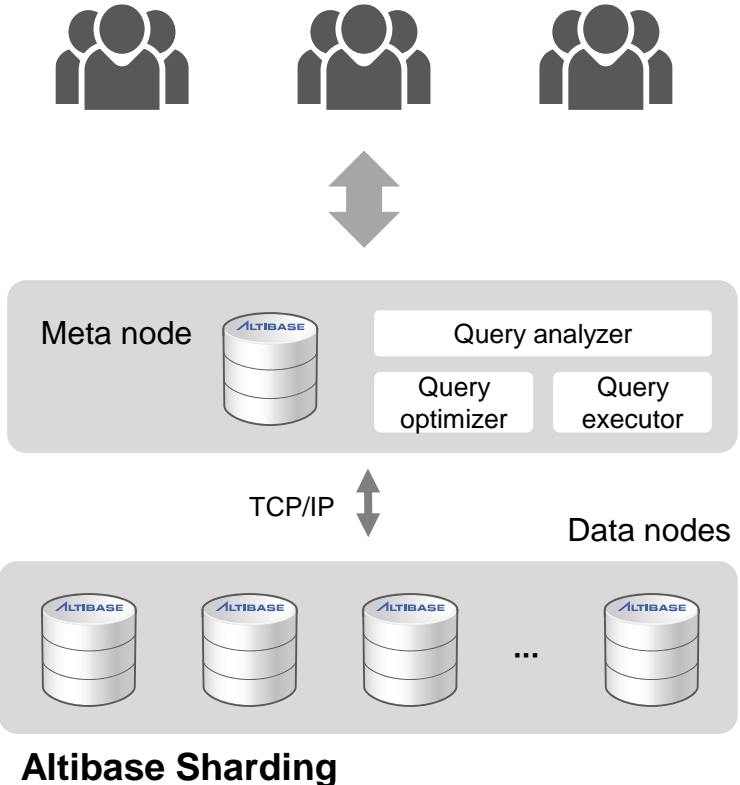 Meta node
ALTIBASE
Query analyzer
Query
optimizer
Query
executor
TCP/IP
Data nodes
ALTIBASE
ALTIBASE
ALTIBASE
...
ALTIBASE
Altibase Sharding